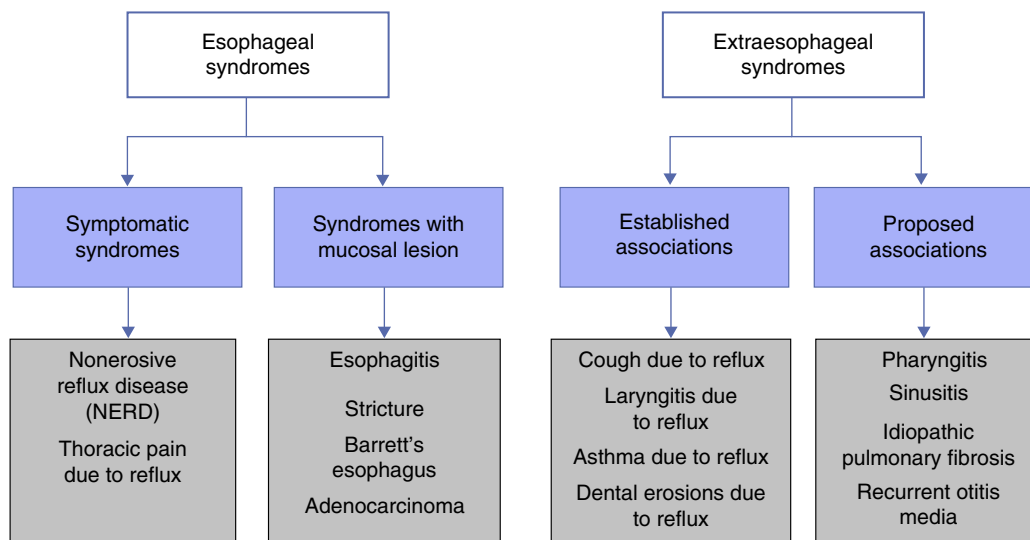 Esophageal
syndromes
Extraesophageal
syndromes
Symptomatic
syndromes
Syndromes with
mucosal lesion
Established
associations
Proposed
associations
Nonerosive
reflux disease
(NERD)
Thoracic pain
due to reflux
Esophagitis
Stricture
Barrett's
esophagus
Adenocarcinoma
Cough due to reflux
Laryngitis due
to reflux
Asthma due to reflux
Dental erosions due
to reflux
Pharyngitis
Sinusitis
Idiopathic
pulmonary fibrosis
Recurrent otitis
media